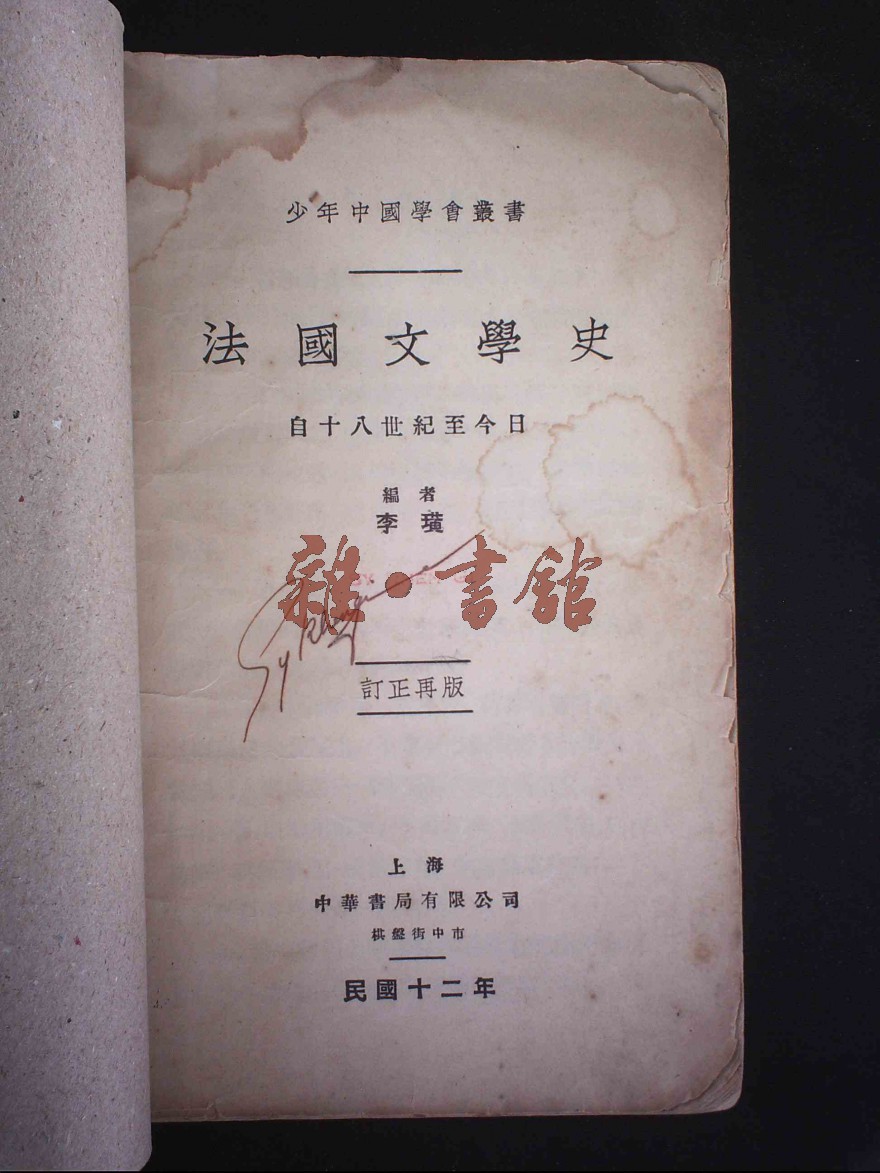 少年中國學會叢書
法國文學史
自十八世紀至今日
編者
李璜
雜·書館
訂正再版
上海
中華書局有限公司
棋盤街中市
民國十二年